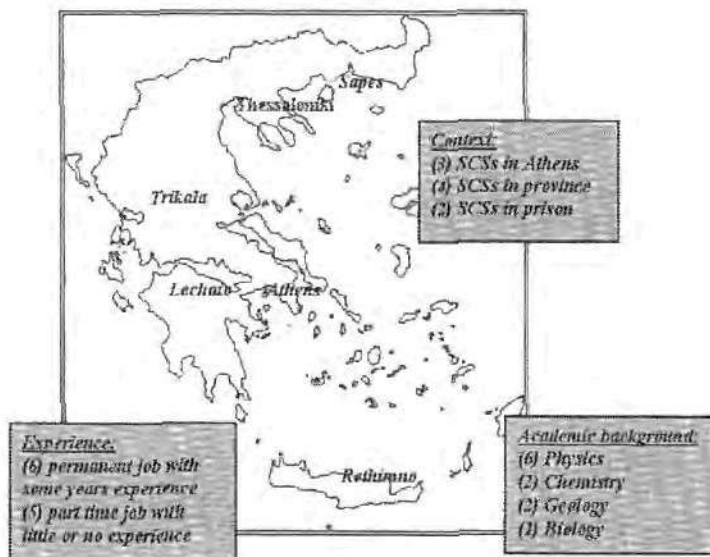 Sapes
Thessaloniki
Context:
(3) SCSs in Athens
(4) SCSs in province
(2) SCSs in prison
Trikala
Lechaio
Athens
Experience:
(6) permanent job with
some years experience
(5) part time job with
little or no experience
Academic background:
(6) Physics
(2) Chemistry
(2) Geology
(1) Biology
Rethimno